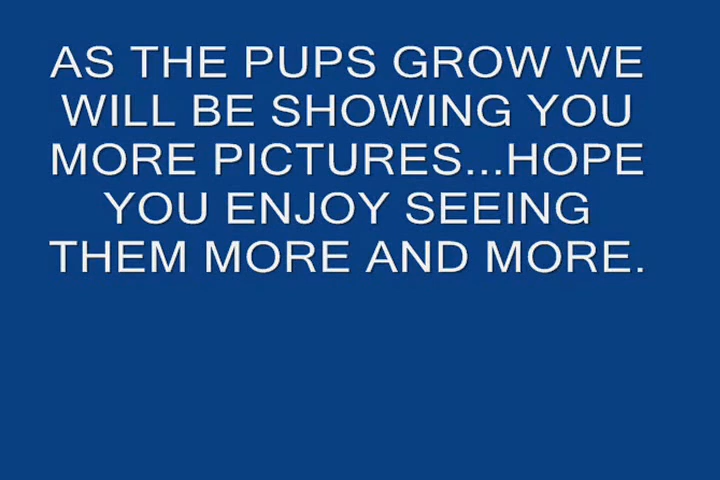 AS THE PUPS GROW WE
WILL BE SHOWING YOU
MORE PICTURES...HOPE
YOU ENJOY SEEING
THEM MORE AND MORE.